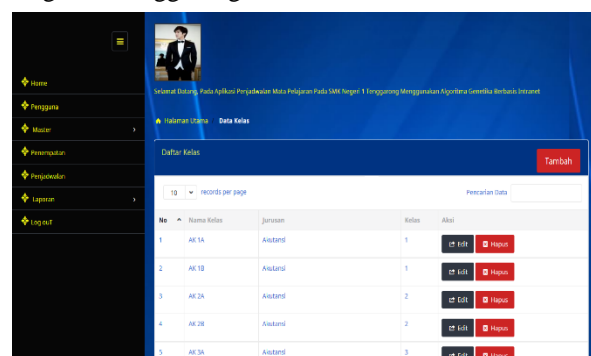 Home
Pengguna
Master
Penempatan
Penjadwalan
Laporan
Log out
Selamat Datang, Pada Aplikasi Penjadwalan Mata Pelajaran Pada SMK Negeri 1 Tenggarong Menggunakan Algoritma Genetika Berbasis Intranet
Halaman Utama Data Kelas
Daftar Kelas
Tambah
10 records per page Pencarian Data
No Nama Kelas Jurusan Kelas Aksi
1 AK 1A Akutansi 1 Edit Hapus
2 AK 1B Akutansi 1 Edit Hapus
3 AK 2A Akutansi 2 Edit Hapus
4 AK 2B Akutansi 2 Edit Hapus
5 AK 3A Akutansi 3 Edit Hapus